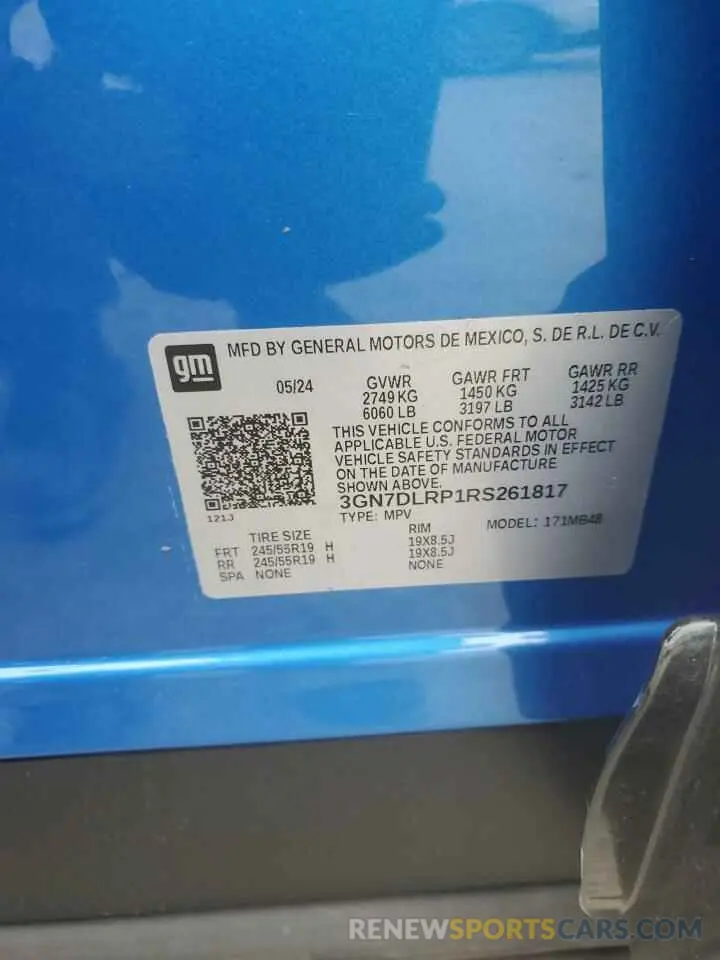 gm MFD BY GENERAL MOTORS DE MEXICO, S. DE R.L. DE C.V.
05/24 GVWR GAWR FRT GAWR RR
2749 KG 1450 KG 1425 KG
6060 LB 3197 LB 3142 LB
THIS VEHICLE CONFORMS TO ALL
APPLICABLE U.S. FEDERAL MOTOR
VEHICLE SAFETY STANDARDS IN EFFECT
ON THE DATE OF MANUFACTURE
SHOWN ABOVE.
3GN7DLRP1RS261817
121J TYPE: MPV MODEL: 171MB48
TIRE SIZE RIM
FRT 245/55R19 H 19X8.5J
RR 245/55R19 H 19X8.5J
SPA NONE NONE
RENEWSPORTSCARS.COM